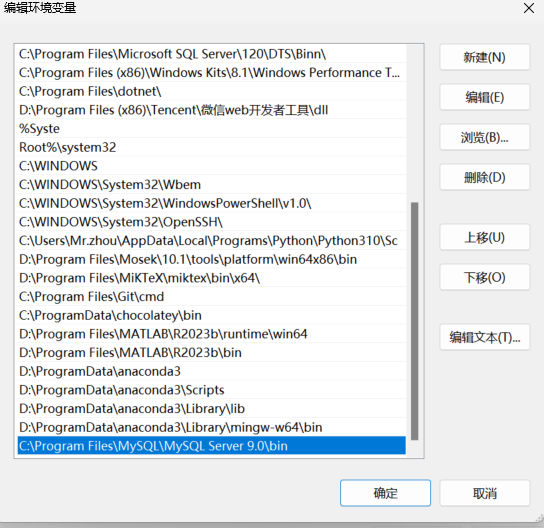 编辑环境变量
C:\Program Files\Microsoft SQL Server\120\DTS\Binn\
C:\Program Files (x86)\Windows Kits\8.1\Windows Performance T...
C:\Program Files\dotnet\
D:\Program Files (x86)\Tencent\微信web开发者工具\dll
%Syste
Root%\system32
C:\WINDOWS
C:\WINDOWS\System32\Wbem
C:\WINDOWS\System32\WindowsPowerShell\v1.0\
C:\WINDOWS\System32\OpenSSH\
C:\Users\Mr.zhou\AppData\Local\Programs\Python\Python310\Sc
D:\Program Files\Mosek\10.1\tools\platform\win64x86\bin
D:\Program Files\MiKTeX\miktex\bin\x64\
C:\Program Files\Git\cmd
C:\ProgramData\chocolatey\bin
D:\Program Files\MATLAB\R2023b\runtime\win64
D:\Program Files\MATLAB\R2023b\bin
D:\ProgramData\anaconda3
D:\ProgramData\anaconda3\Scripts
D:\ProgramData\anaconda3\Library\lib
D:\ProgramData\anaconda3\Library\mingw-w64\bin
C:\Program Files\MySQL\MySQL Server 9.0\bin
新建(N)
编辑(E)
浏览(B)...
删除(D)
上移(U)
下移(O)
编辑文本(T)...
确定
取消